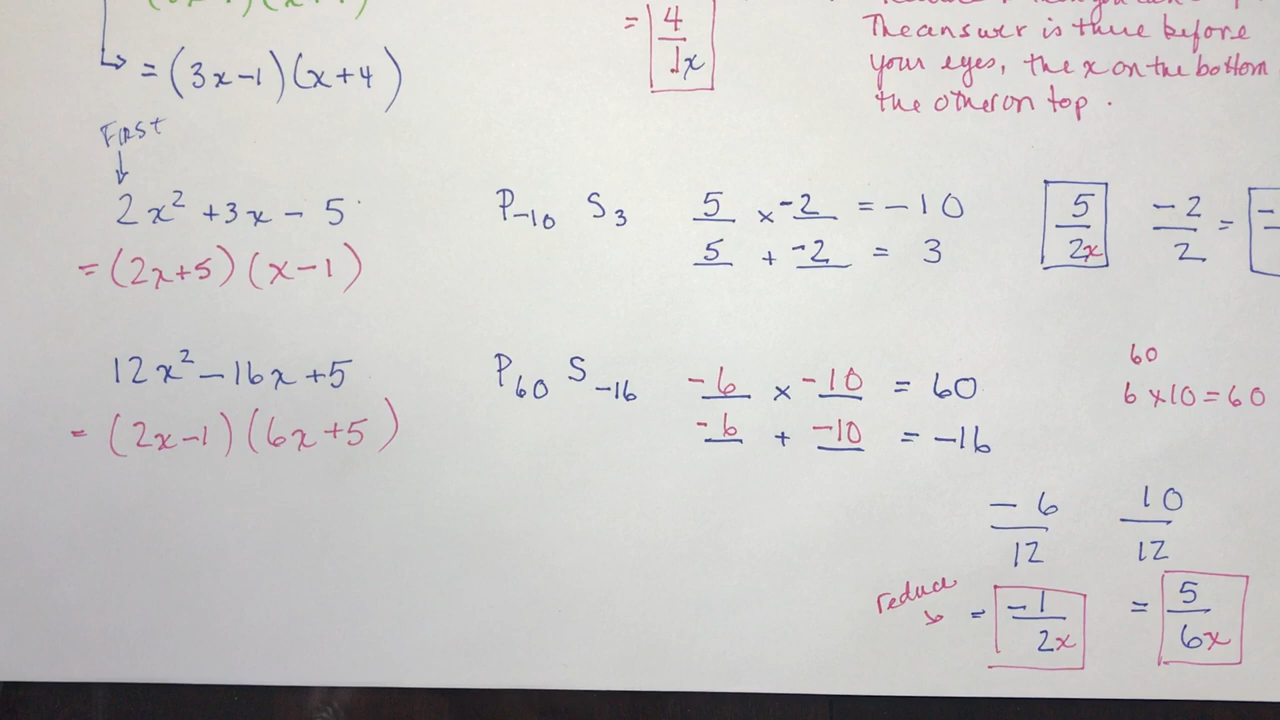 = 4/1x
The answer is there before
your eyes, the x on the bottom
the other on top.
= (3x-1)(x+4)
First
2x² + 3x - 5
= (2x+5)(x-1)
P₋₁₀ S₃
5 x -2 = -10
5 + -2 = 3
5/2x
-2/2 =
12x² - 16x + 5
= (2x-1)(6x+5)
P₆₀ S₋₁₆
-6 x -10 = 60
-6 + -10 = -16
60
6 x 10 = 60
-6/12 10/12
reduce
= -1/2x = 5/6x